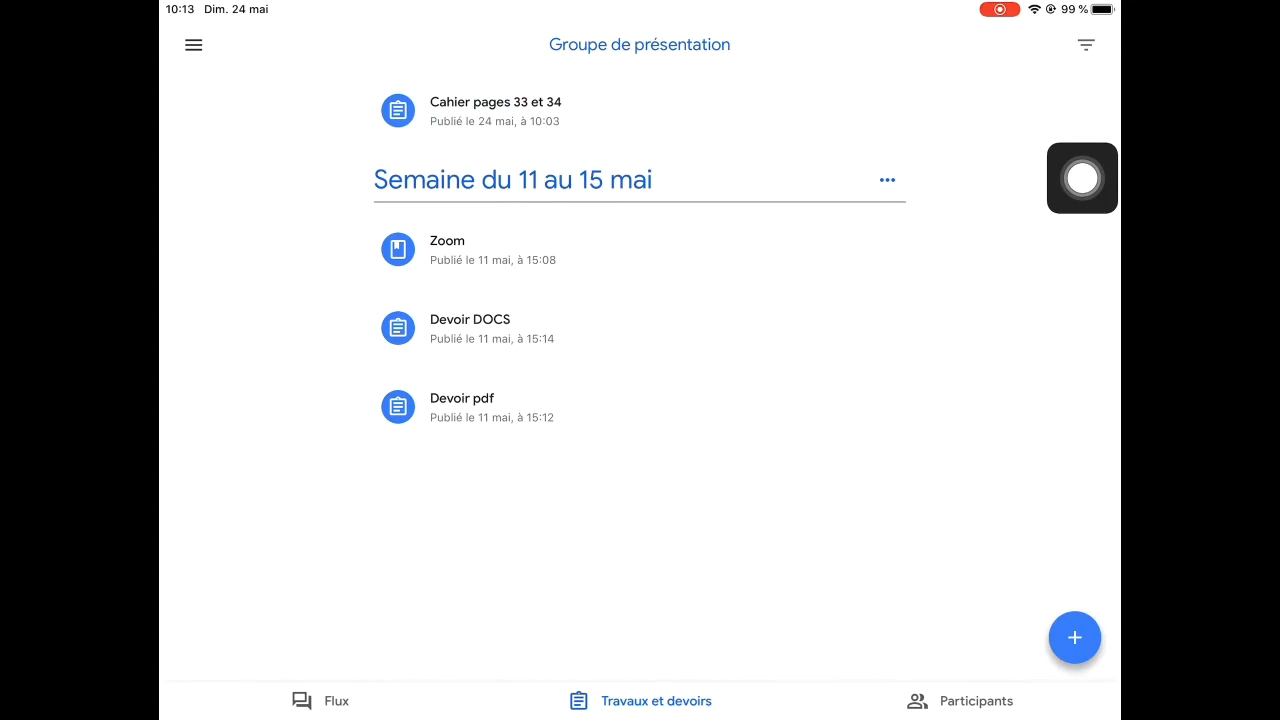 10:13 Dim. 24 mai
99 %
Groupe de présentation
Cahier pages 33 et 34
Publié le 24 mai, à 10:03
Semaine du 11 au 15 mai
Zoom
Publié le 11 mai, à 15:08
Devoir DOCS
Publié le 11 mai, à 15:14
Devoir pdf
Publié le 11 mai, à 15:12
Flux
Travaux et devoirs
Participants